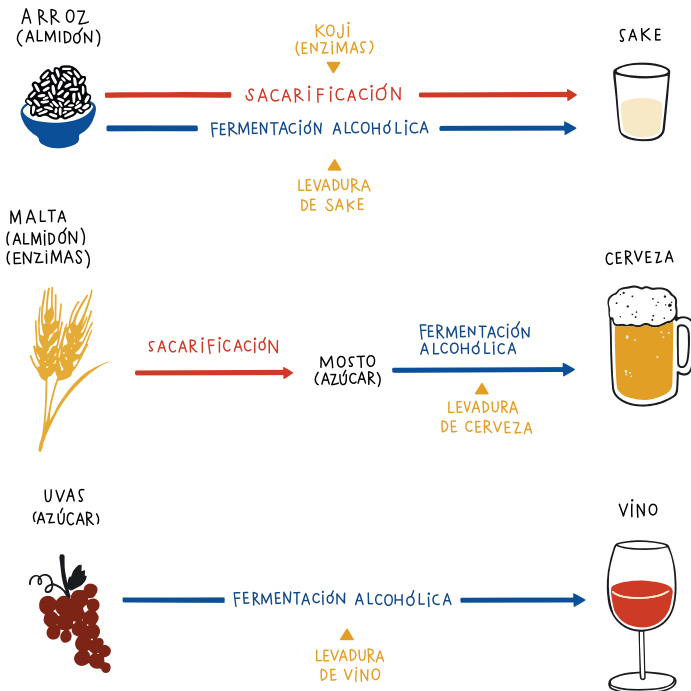 ARROZ
(ALMIDÓN)
KOJI
(ENZIMAS)
SAKE
SACARIFICACIÓN
FERMENTACIÓN ALCOHÓLICA
LEVADURA
DE SAKE
MALTA
(ALMIDÓN)
(ENZIMAS)
CERVEZA
SACARIFICACIÓN
MOSTO
(AZÚCAR)
FERMENTACIÓN
ALCOHÓLICA
LEVADURA
DE CERVEZA
UVAS
(AZÚCAR)
VINO
FERMENTACIÓN ALCOHÓLICA
LEVADURA
DE VINO